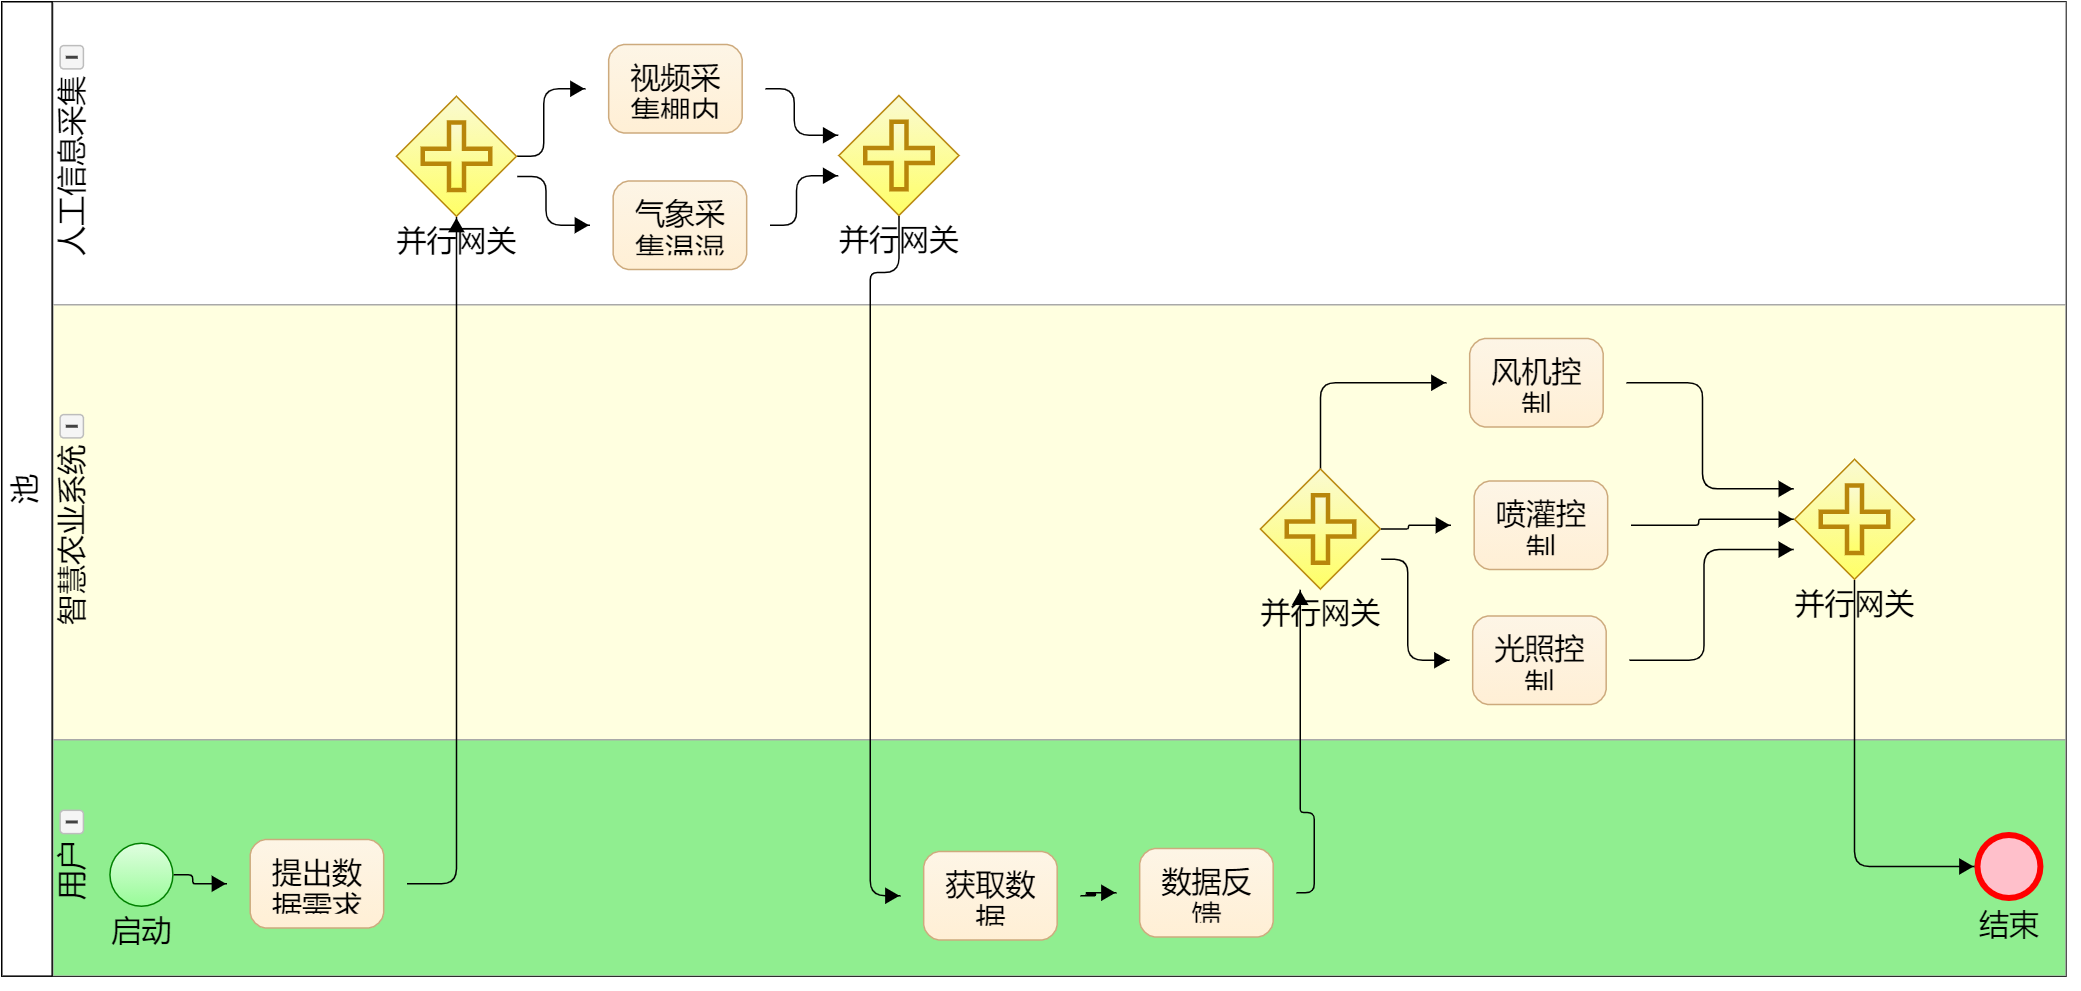 池
人工信息采集
视频采
集棚内
气象采
集温湿
并行网关
并行网关
智慧农业系统
风机控
制
喷灌控
制
光照控
制
并行网关
并行网关
用户
启动
提出数
据需求
获取数
据
数据反
馈
结束